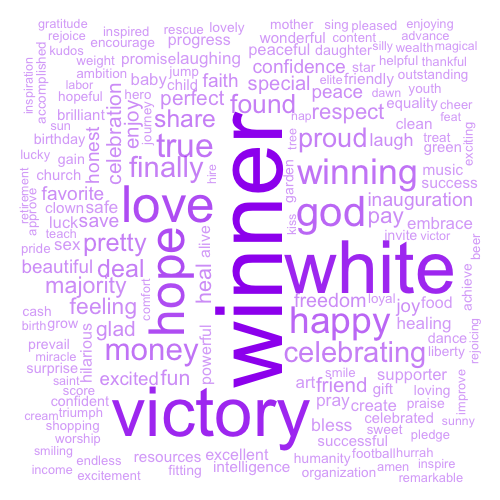 gratitude
inspired
rescue
lovely
mother
sing
pleased
enjoying
rejoice
encourage
progress
wonderful
content
advance
kudos
peaceful
daughter
silly
wealth
magical
inspiration
accomplished
weight
promise
laughing
confidence
star
helpful
thankful
ambition
baby
jump
faith
special
elite
friendly
outstanding
labor
child
hopeful
hero
perfect
found
peace
dawn
youth
brilliant
celebration
enjoy
journey
share
hap
respect
equality
cheer
feat
sun
birthday
honest
true
winner
tree
proud
laugh
clean
treat
green
exciting
lucky
gain
finally
hire
winning
music
success
church
retirement
approve
favorite
love
garden
god
inauguration
clown
safe
kiss
pay
embrace
luck
save
teach
hope
alive
heal
invite
victor
pride
sex
pretty
white
beer
beautiful
deal
majority
comfort
freedom
loyal
joy
food
achieve
feeling
cash
birth
grow
glad
powerful
happy
healing
prevail
hilarious
money
celebrating
dance
liberty
rejoicing
miracle
surprise
saint
excited
fun
smile
art
friend
supporter
gift
loving
improve
score
confident
victory
pray
create
praise
cream
triumph
bless
celebrated
sunny
shopping
sweet
pledge
worship
successful
smiling
endless
resources
excellent
humanity
football
hurrah
income
excitement
fitting
intelligence
organization
amen
inspire
remarkable